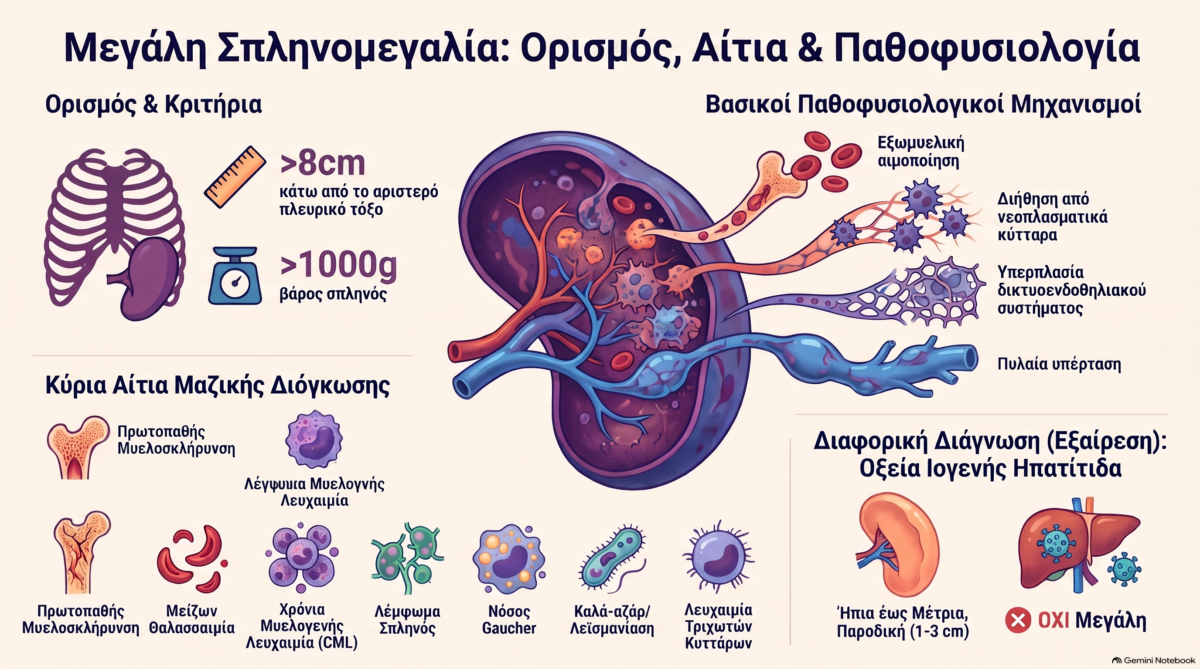 Μεγάλη Σπληνομεγαλία: Ορισμός, Αίτια & Παθοφυσιολογία
Ορισμός & Κριτήρια
>8cm
κάτω από το αριστερό
πλευρικό τόξο
>1000g
βάρος σπληνός
Βασικοί Παθοφυσιολογικοί Μηχανισμοί
Εξωμυελική
αιμοποίηση
Διήθηση από
νεοπλασματικά
κύτταρα
Υπερπλασία
δικτυοενδοθηλιακού
συστήματος
Πυλαία υπέρταση
Κύρια Αίτια Μαζικής Διόγκωσης
Πρωτοπαθής
Μυελοσκλήρυνση
Μυελογνής
Λευχαιμία
Πρωτοπαθής
Μυελοσκλήρυνση
Μείζων
Θαλασσαιμία
Χρόνια
Μυελογενής
Λευχαιμία (CML)
Λέμφωμα
Σπληνός
Νόσος
Gaucher
Καλά-αζάρ/
Λεϊσμανίαση
Λευχαιμία
Τριχωτών
Κυττάρων
Διαφορική Διάγνωση (Εξαίρεση):
Οξεία Ιογενής Ηπατίτιδα
Ήπια έως Μέτρια,
Παροδική (1-3 cm)
ΟΧΙ Μεγάλη
Gemini Notebook